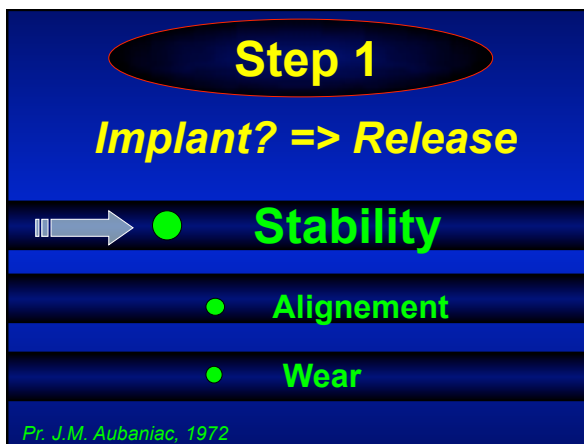 Step 1
Implant? => Release
Stability
Alignement
Wear
Pr. J.M. Aubaniac, 1972